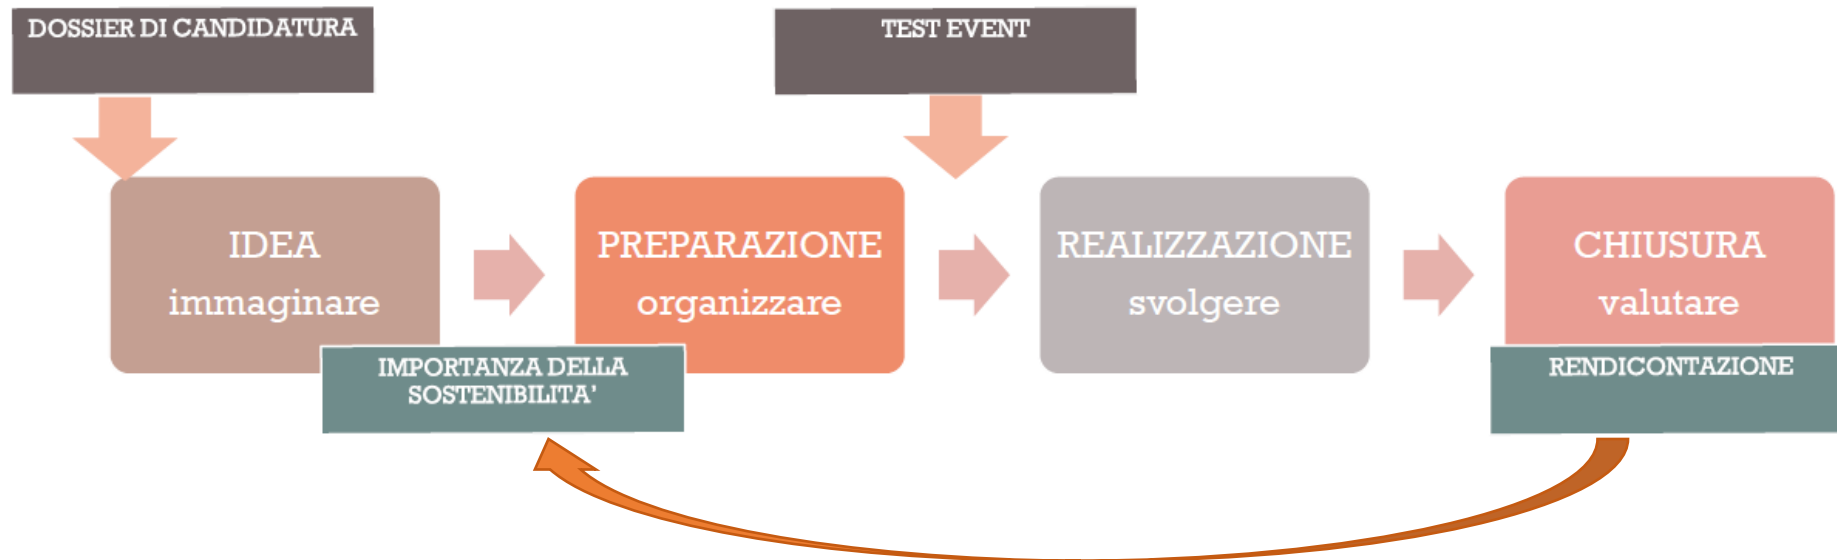 DOSSIER DI CANDIDATURA
TEST EVENT
IDEA
immaginare
PREPARAZIONE
organizzare
REALIZZAZIONE
svolgere
CHIUSURA
valutare
IMPORTANZA DELLA
SOSTENIBILITA’
RENDICONTAZIONE